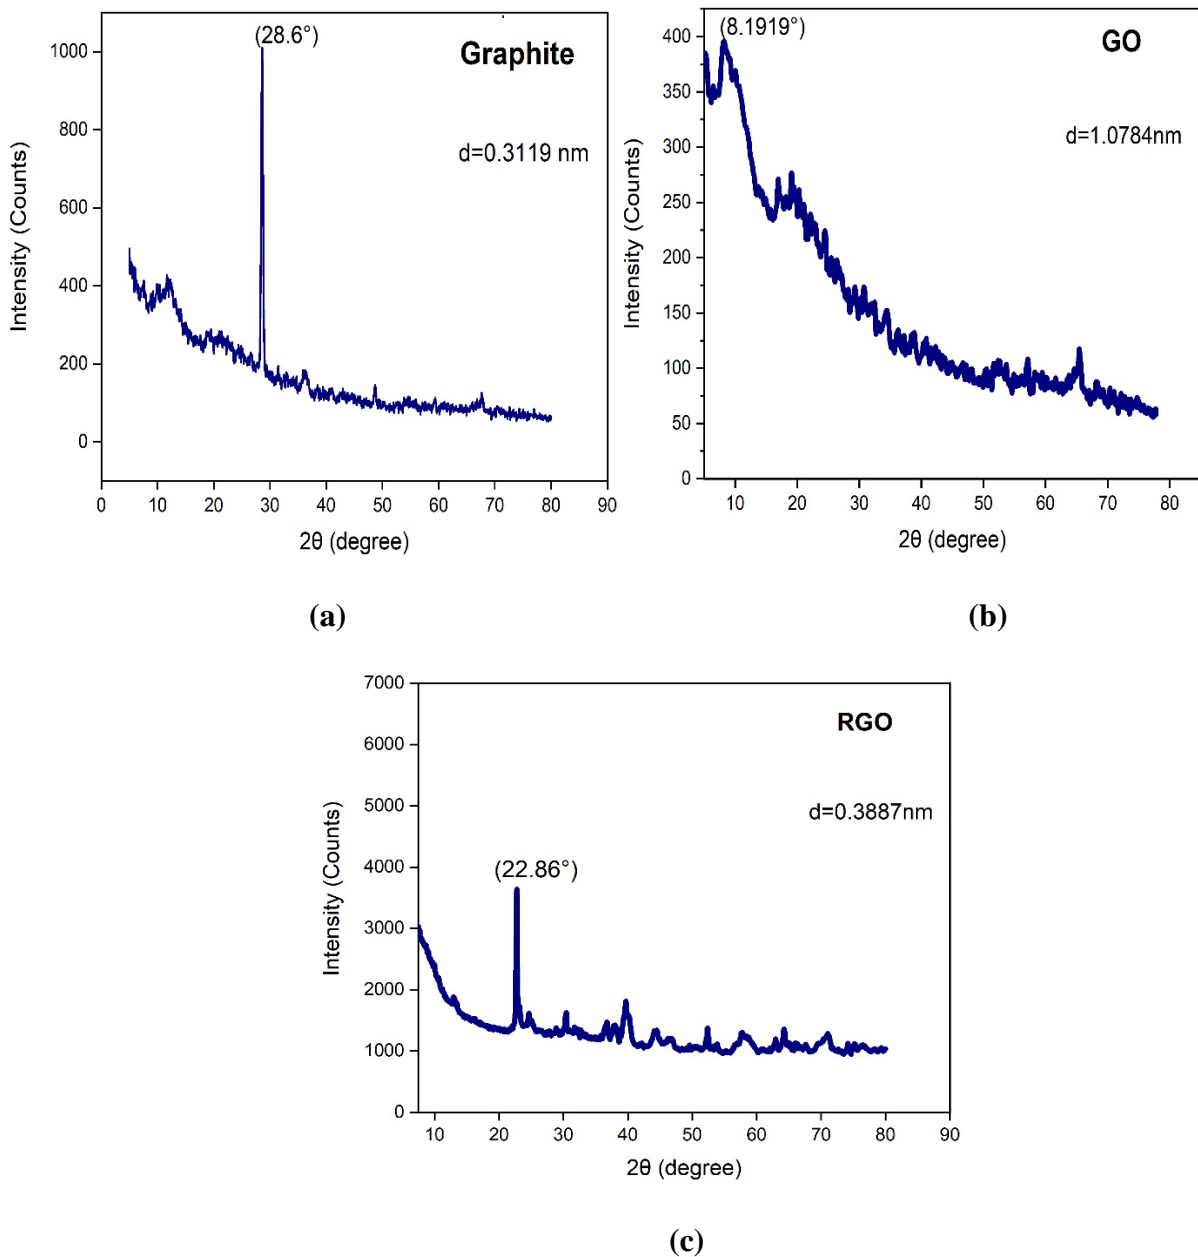 (28.6°)
Graphite
d=0.3119 nm
Intensity (Counts)
1000
800
600
400
200
0
0 10 20 30 40 50 60 70 80 90
2θ (degree)
(a)
(8.1919°)
GO
d=1.0784nm
Intensity (Counts)
400
350
300
250
200
150
100
50
0
10 20 30 40 50 60 70 80
2θ (degree)
(b)
RGO
d=0.3887nm
(22.86°)
Intensity (Counts)
7000
6000
5000
4000
3000
2000
1000
0
10 20 30 40 50 60 70 80 90
2θ (degree)
(c)